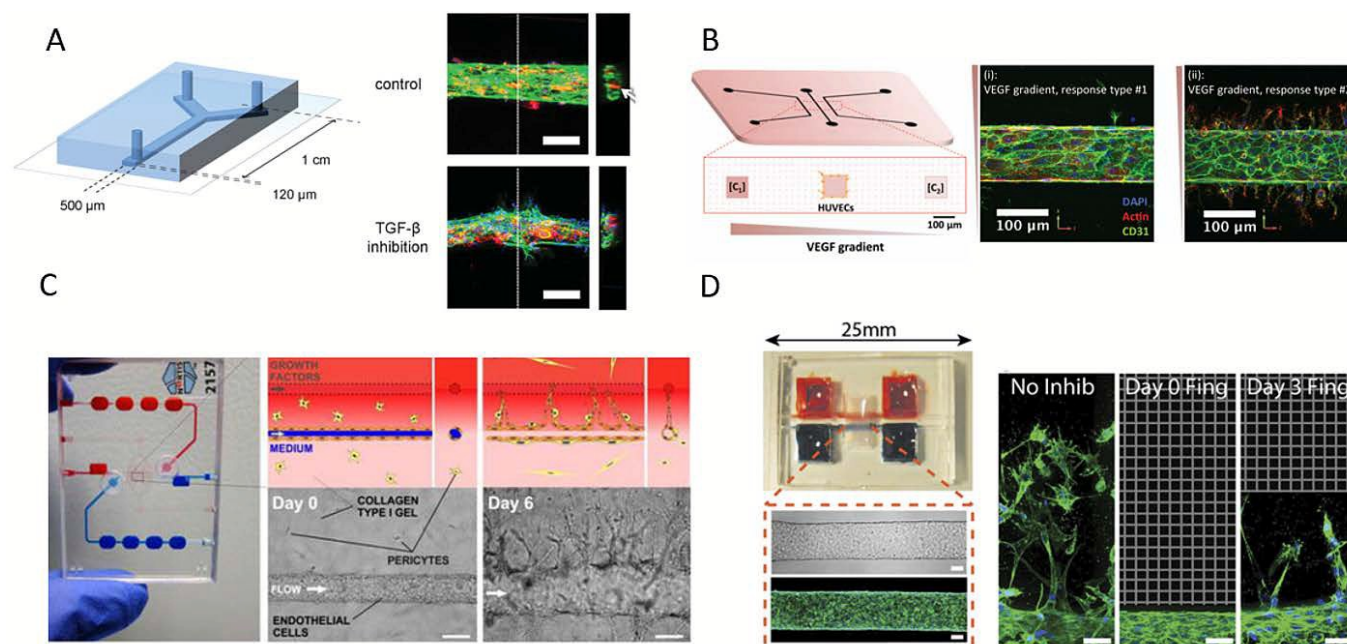 A
control
TGF-β
inhibition
1 cm
120 µm
500 µm
B
[C₁]
[C₂]
HUVECs
100 µm
VEGF gradient
(i):
VEGF gradient, response type #1
100 µm
DAPI
Actin
CD31
(ii):
VEGF gradient, response type
100 µm
C
2157
GROWTH
FACTORS
MEDIUM
Day 0
COLLAGEN
TYPE I GEL
PERICYTES
FLOW
ENDOTHELIAL
CELLS
Day 6
D
25mm
No Inhib
Day 0 Fing
Day 3 Fing